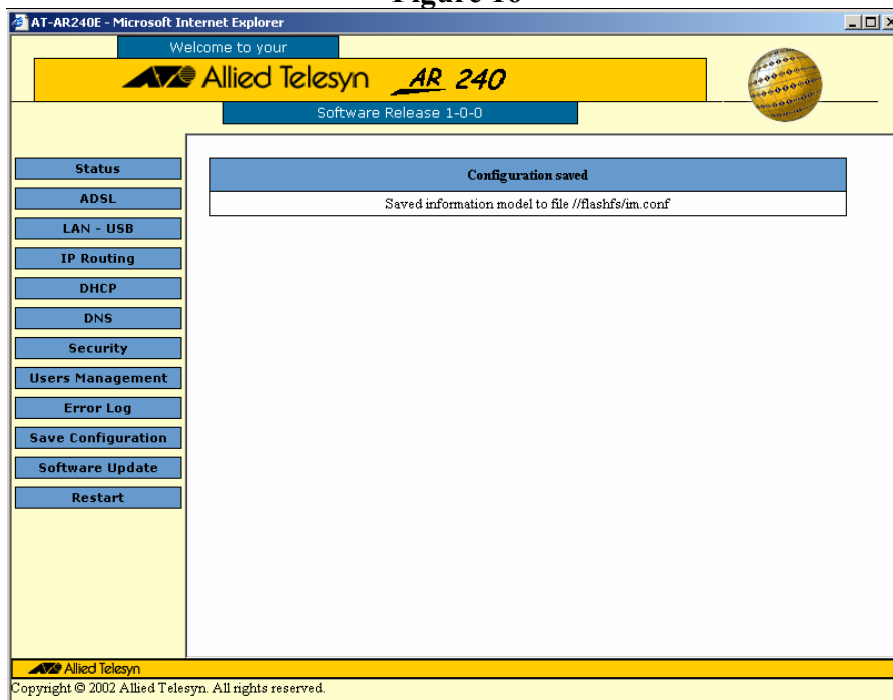 AT-AR240E - Microsoft Internet Explorer
Welcome to your
Allied Telesyn AR 240
Software Release 1-0-0
Status
ADSL
LAN - USB
IP Routing
DHCP
DNS
Security
Users Management
Error Log
Save Configuration
Software Update
Restart
Configuration saved
Saved information model to file //flashfs/im.conf
Allied Telesyn
Copyright © 2002 Allied Telesyn. All rights reserved.